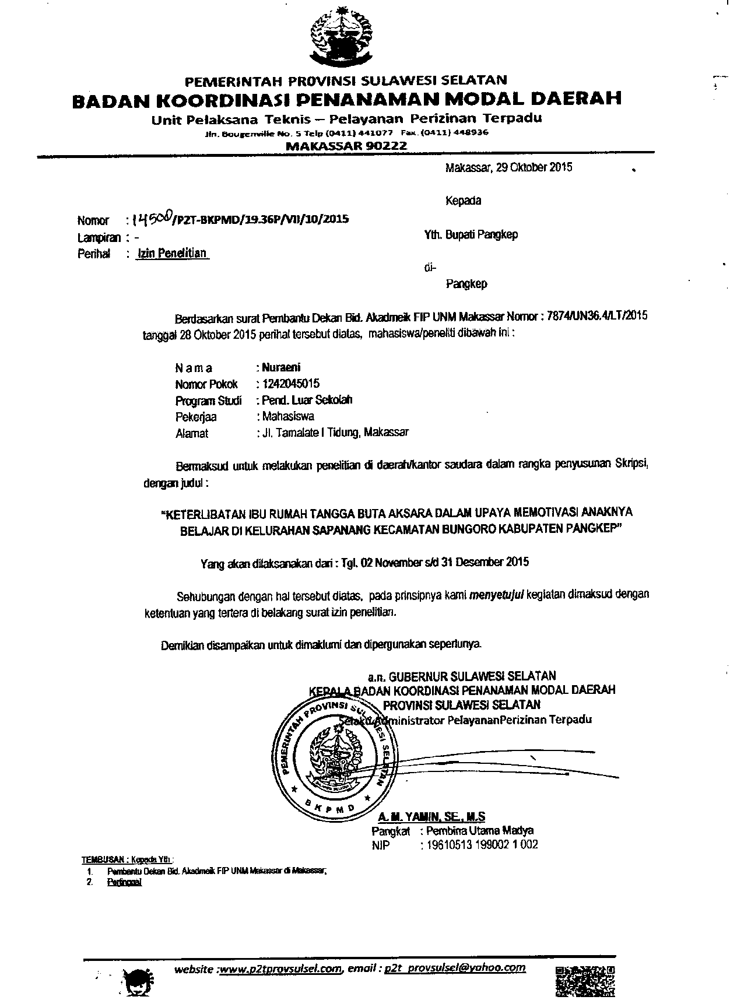 PEMERINTAH PROVINSI SULAWESI SELATAN
BADAN KOORDINASI PENANAMAN MODAL DAERAH
Unit Pelaksana Teknis – Pelayanan Perizinan Terpadu
Jln. Bougenville No. 5 Telp (0411) 441077 Fax. (0411) 448936
MAKASSAR 90222
Makassar, 29 Oktober 2015
Kepada
Nomor : 14500/P2T-BKPMD/19.36P/VII/10/2015
Lampiran : -
Yth. Bupati Pangkep
Perihal : Izin Penelitian
di-
Pangkep
Berdasarkan surat Pembantu Dekan Bid. Akadmeik FIP UNM Makassar Nomor : 7874/UN36.4/LT/2015
tanggal 28 Oktober 2015 perihal tersebut diatas, mahasiswa/peneliti dibawah ini :
N a m a : Nuraeni
Nomor Pokok : 1242045015
Program Studi : Pend. Luar Sekolah
Pekerjaa : Mahasiswa
Alamat : Jl. Tamalate I Tidung, Makassar
Bermaksud untuk melakukan penelitian di daerah/kantor saudara dalam rangka penyusunan Skripsi,
dengan judul :
"KETERLIBATAN IBU RUMAH TANGGA BUTA AKSARA DALAM UPAYA MEMOTIVASI ANAKNYA
BELAJAR DI KELURAHAN SAPANANG KECAMATAN BUNGORO KABUPATEN PANGKEP"
Yang akan dilaksanakan dari : Tgl. 02 November s/d 31 Desember 2015
Sehubungan dengan hal tersebut diatas, pada prinsipnya kami menyetujui kegiatan dimaksud dengan
ketentuan yang tertera di belakang surat izin penelitian.
Demikian disampaikan untuk dimaklumi dan dipergunakan seperlunya.
a.n. GUBERNUR SULAWESI SELATAN
KEPALA BADAN KOORDINASI PENANAMAN MODAL DAERAH
PROVINSI SULAWESI SELATAN
Selaku Administrator PelayananPerizinan Terpadu
PEMERINTAH PROVINSI SULAWESI SELATAN
BKPMD
A. M. YAMIN, SE., M.S
Pangkat : Pembina Utama Madya
NIP : 19610513 199002 1 002
TEMBUSAN : Kepada Yth :
1. Pembantu Dekan Bid. Akadmeik FIP UNM Makassar di Makassar;
2. Pertinggal
website :www.p2tprovsulsel.com, email : p2t_provsulsel@yahoo.com